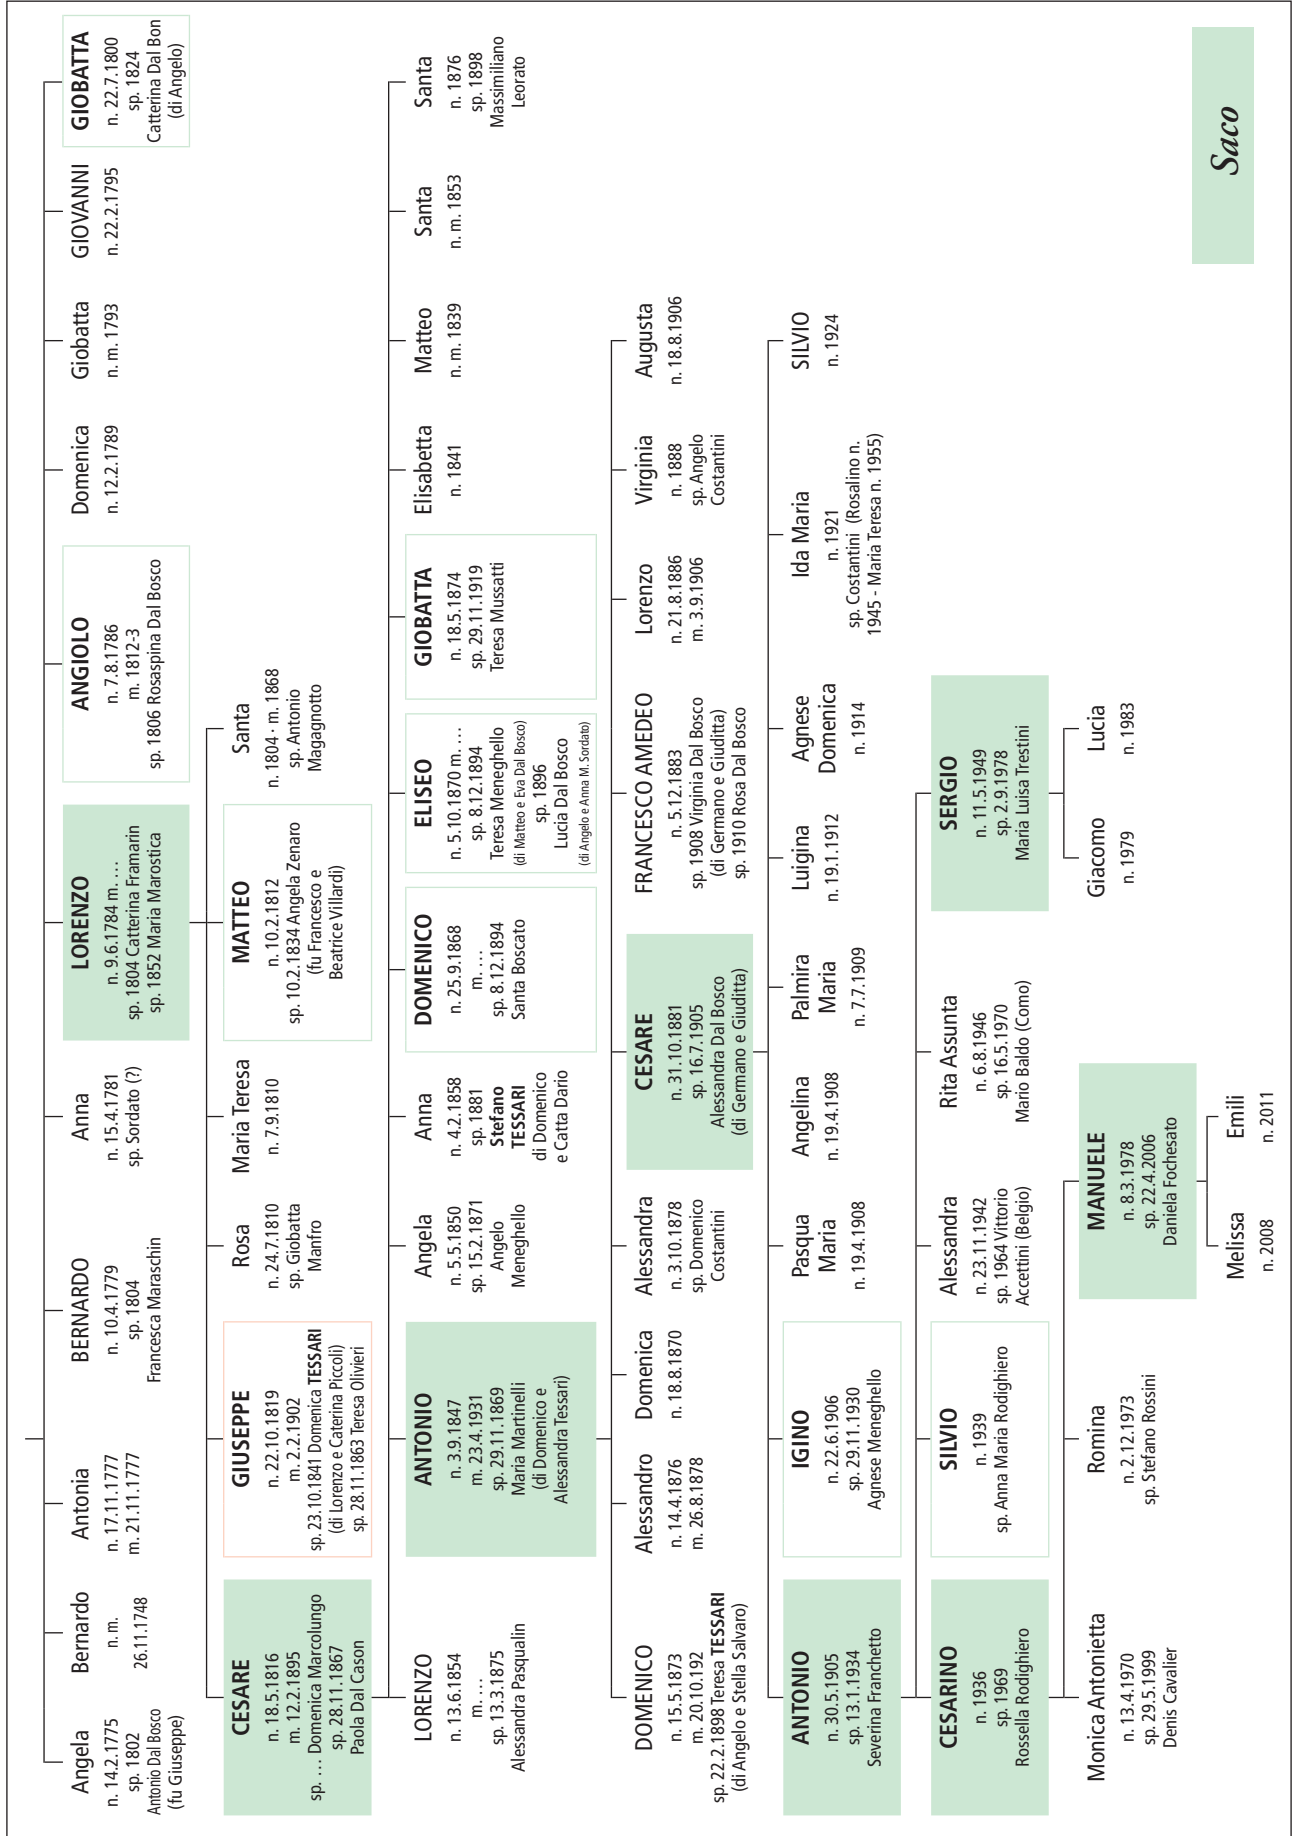 Angela
n. 14.2.1775
sp. 1802
Antonio Dal Bosco
(fu Giuseppe)
Bernardo
n. m.
26.11.1748
Antonia
n. 17.11.1777
m. 21.11.1777
BERNARDO
n. 10.4.1779
sp. 1804
Francesca Maraschin
Anna
n. 15.4.1781
sp. Sordato (?)
LORENZO
n. 9.6.1784 m. …
sp. 1804 Catterina Framarin
sp. 1852 Maria Marostica
ANGIOLO
n. 7.8.1786
m. 1812-3
sp. 1806 Rosaspina Dal Bosco
Domenica
n. 12.2.1789
Giobatta
n. m. 1793
GIOVANNI
n. 22.2.1795
GIOBATTA
n. 22.7.1800
sp. 1824
Catterina Dal Bon
(di Angelo)
CESARE
n. 18.5.1816
m. 12.2.1895
sp. … Domenica Marcolungo
sp. 28.11.1867
Paola Dal Cason
GIUSEPPE
n. 22.10.1819
m. 2.2.1902
sp. 23.10.1841 Domenica TESSARI
(di Lorenzo e Caterina Piccoli)
sp. 28.11.1863 Teresa Olivieri
Rosa
n. 24.7.1810
sp. Giobatta
Manfro
Maria Teresa
n. 7.9.1810
MATTEO
n. 10.2.1812
sp. 10.2.1834 Angela Zenaro
(fu Francesco e
Beatrice Villardi)
Santa
n. 1804 - m. 1868
sp. Antonio
Magagnotto
LORENZO
n. 13.6.1854
m. …
sp. 13.3.1875
Alessandra Pasqualin
ANTONIO
n. 3.9.1847
m. 23.4.1931
sp. 29.11.1869
Maria Martinelli
(di Domenico e
Alessandra Tessari)
Angela
n. 5.5.1850
sp. 15.2.1871
Angelo
Meneghello
Anna
n. 4.2.1858
sp. 1881
Stefano
TESSARI
di Domenico
e Catta Dario
DOMENICO
n. 25.9.1868
m. …
sp. 8.12.1894
Santa Boscato
ELISEO
n. 5.10.1870 m. …
sp. 8.12.1894
Teresa Meneghello
(di Matteo e Eva Dal Bosco)
sp. 1896
Lucia Dal Bosco
(di Angelo e Anna M. Sordato)
GIOBATTA
n. 18.5.1874
sp. 29.11.1919
Teresa Mussatti
Elisabetta
n. 1841
Matteo
n. m. 1839
Santa
n. m. 1853
Santa
n. 1876
sp. 1898
Massimiliano
Leorato
DOMENICO
n. 15.5.1873
m. 20.10.192
sp. 22.2.1898 Teresa TESSARI
(di Angelo e Stella Salvaro)
Alessandro
n. 14.4.1876
m. 26.8.1878
Domenica
n. 18.8.1870
Alessandra
n. 3.10.1878
sp. Domenico
Costantini
CESARE
n. 31.10.1881
sp. 16.7.1905
Alessandra Dal Bosco
(di Germano e Giuditta)
FRANCESCO AMEDEO
n. 5.12.1883
sp. 1908 Virginia Dal Bosco
(di Germano e Giuditta)
sp. 1910 Rosa Dal Bosco
Lorenzo
n. 21.8.1886
m. 3.9.1906
Virginia
n. 1888
sp. Angelo
Costantini
Augusta
n. 18.8.1906
ANTONIO
n. 30.5.1905
sp. 13.1.1934
Severina Franchetto
IGINO
n. 22.6.1906
sp. 29.11.1930
Agnese Meneghello
Pasqua
Maria
n. 19.4.1908
Angelina
n. 19.4.1908
Palmira
Maria
n. 7.7.1909
Luigina
n. 19.1.1912
Agnese
Domenica
n. 1914
Ida Maria
n. 1921
sp. Costantini (Rosalino n.
1945 - Maria Teresa n. 1955)
SILVIO
n. 1924
CESARINO
n. 1936
sp. 1969
Rossella Rodighiero
SILVIO
n. 1939
sp. Anna Maria Rodighiero
Alessandra
n. 23.11.1942
sp. 1964 Vittorio
Accettini (Belgio)
Rita Assunta
n. 6.8.1946
sp. 16.5.1970
Mario Baldo (Como)
SERGIO
n. 11.5.1949
sp. 2.9.1978
Maria Luisa Trestini
Monica Antonietta
n. 13.4.1970
sp. 29.5.1999
Denis Cavalier
Romina
n. 2.12.1973
sp. Stefano Rossini
MANUELE
n. 8.3.1978
sp. 22.4.2006
Daniela Fochesato
Giacomo
n. 1979
Lucia
n. 1983
Melissa
n. 2008
Emili
n. 2011
Saco